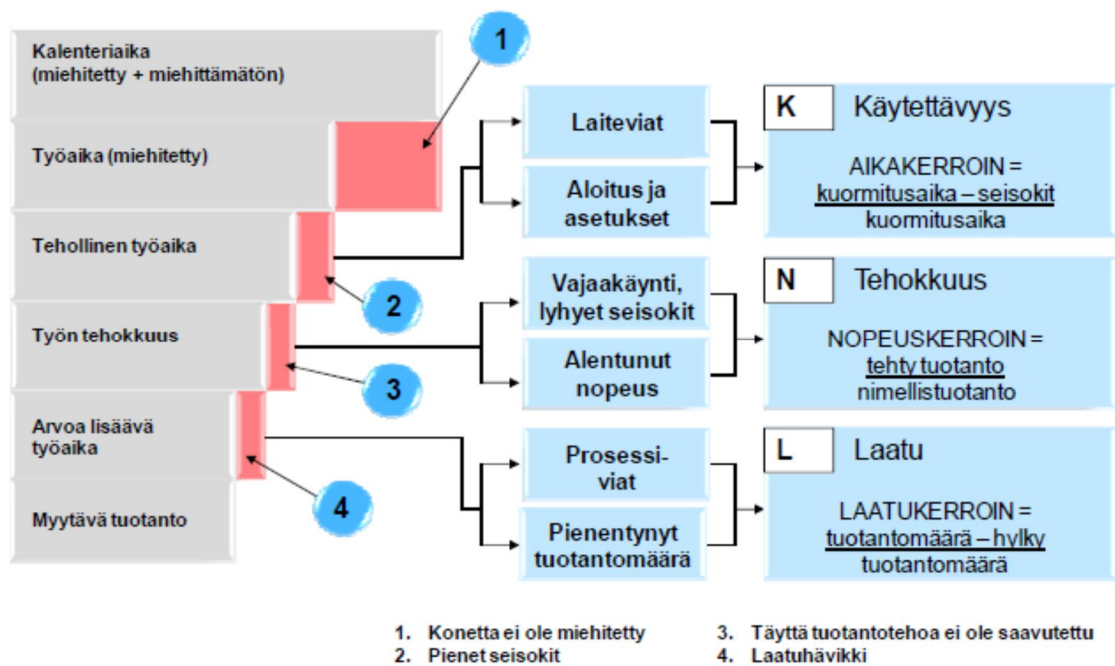 Kalenteriaika
(miehitetty + miehittämätön)
Työaika (miehitetty)
Tehollinen työaika
Työn tehokkuus
Arvoa lisäävä
työaika
Myytävä tuotanto
1
2
3
4
Laiteviat
Aloitus ja
asetukset
Vajaakäynti,
lyhyet seisokit
Alentunut
nopeus
Prosessi-
viat
Pienentynyt
tuotantomäärä
K Käytettävyys
AIKAKERROIN =
kuormitusaika – seisokit
kuormitusaika
N Tehokkuus
NOPEUSKERROIN =
tehty tuotanto
nimellistuotanto
L Laatu
LAATUKERROIN =
tuotantomäärä – hylky
tuotantomäärä
1. Konetta ei ole miehitetty
2. Pienet seisokit
3. Täyttä tuotantotehoa ei ole saavutettu
4. Laatuhävikki